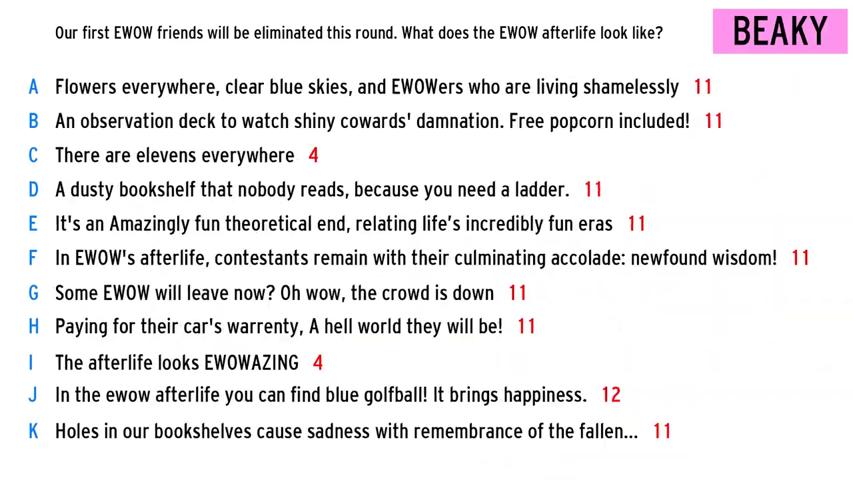 Our first EWOW friends will be eliminated this round. What does the EWOW afterlife look like?
BEAKY
A Flowers everywhere, clear blue skies, and EWOWers who are living shamelessly 11
B An observation deck to watch shiny cowards' damnation. Free popcorn included! 11
C There are elevens everywhere 4
D A dusty bookshelf that nobody reads, because you need a ladder. 11
E It's an Amazingly fun theoretical end, relating life’s incredibly fun eras 11
F In EWOW's afterlife, contestants remain with their culminating accolade: newfound wisdom! 11
G Some EWOW will leave now? Oh wow, the crowd is down 11
H Paying for their car's warrenty, A hell world they will be! 11
I The afterlife looks EWOWAZING 4
J In the ewow afterlife you can find blue golfball! It brings happiness. 12
K Holes in our bookshelves cause sadness with remembrance of the fallen... 11